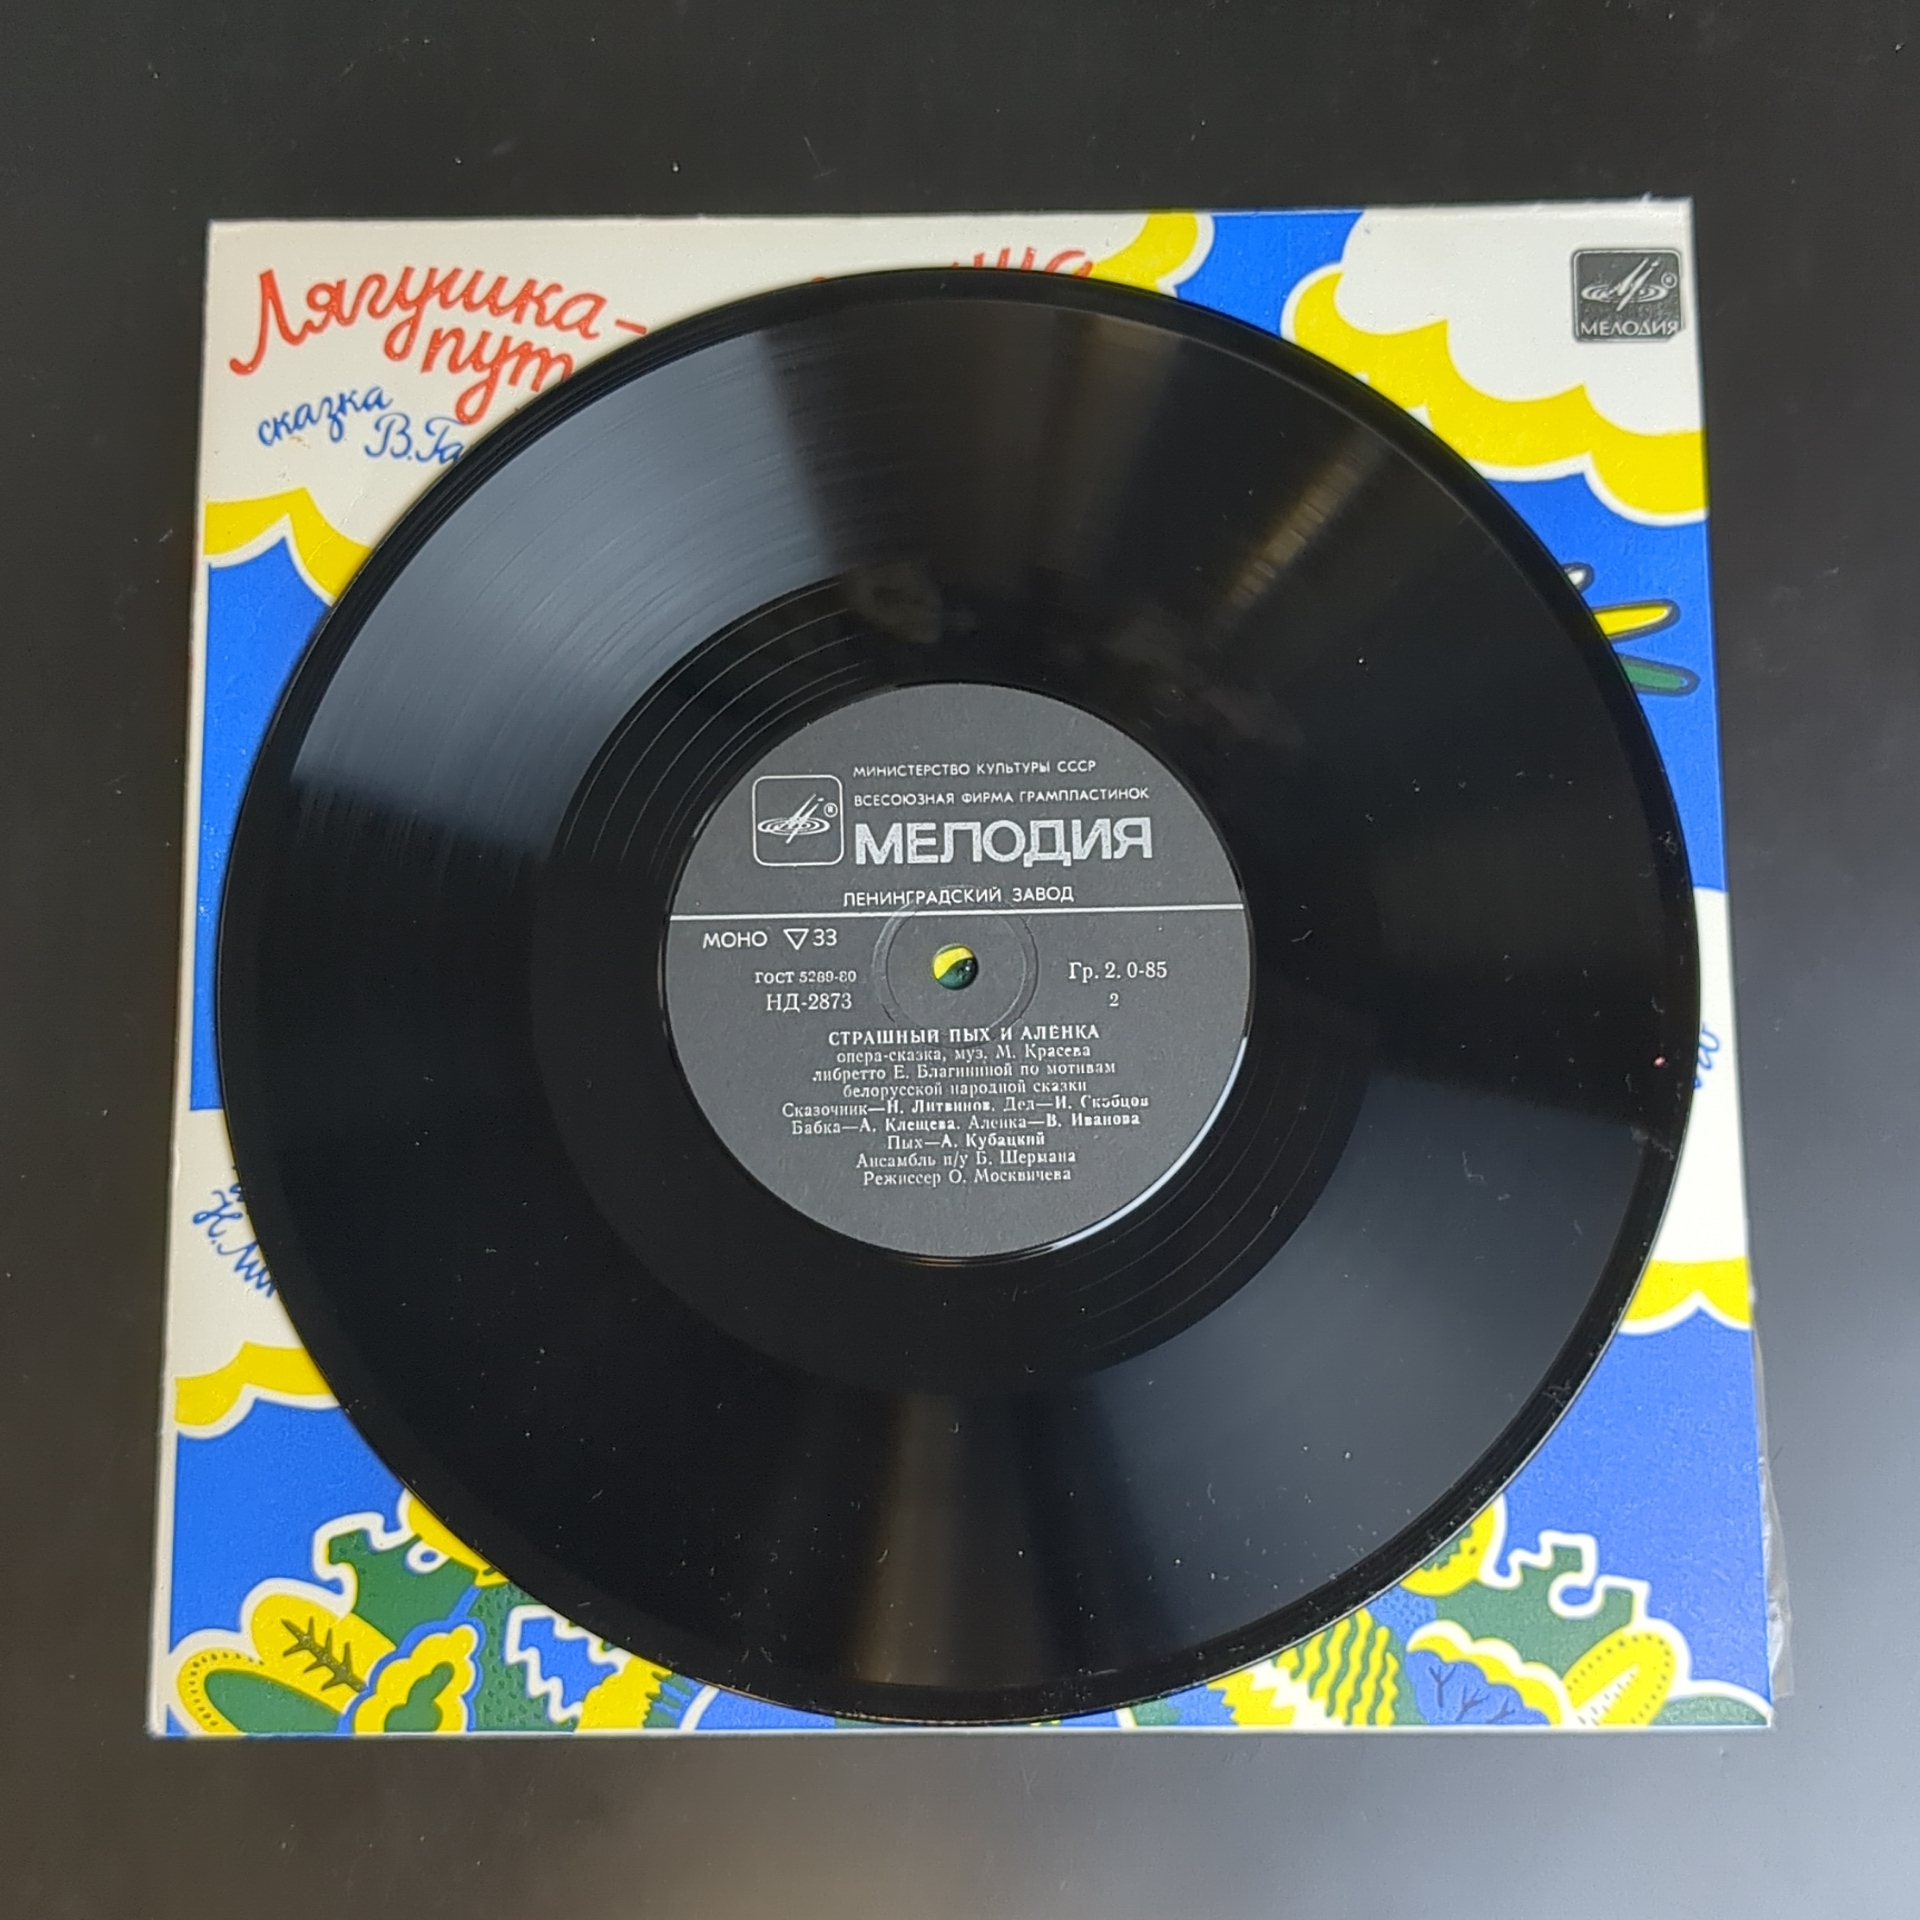 Лягушка-
сказка
МЕЛОДИЯ
МИНИСТЕРСТВО КУЛЬТУРЫ СССР
ВСЕСОЮЗНАЯ ФИРМА ГРАМПЛАСТИНОК
МЕЛОДИЯ
ЛЕНИНГРАДСКИЙ ЗАВОД
МОНО ▽33
ГОСТ 5289-80
НД-2873
Гр. 2. 0-85
2
СТРАШНЫЙ ПЫХ И АЛЕНКА
опера-сказка, муз. М. Красева
либретто Е. Благининой по мотивам
белорусской народной сказки
Сказочник—Н. Литвинов, Дед—И. Скобцов
Бабка—А. Клещева, Аленка—В. Иванова
Пых—А. Кубацкий
Ансамбль п/у Б. Шермана
Режиссер О. Москвичева